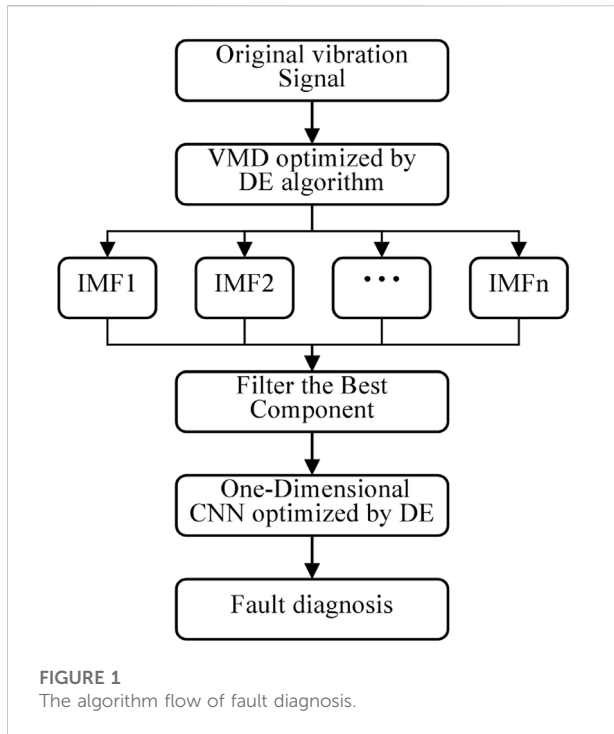 Original vibration
Signal
VMD optimized by
DE algorithm
IMF1 IMF2 ··· IMFn
Filter the Best
Component
One-Dimensional
CNN optimized by DE
Fault diagnosis
FIGURE 1
The algorithm flow of fault diagnosis.